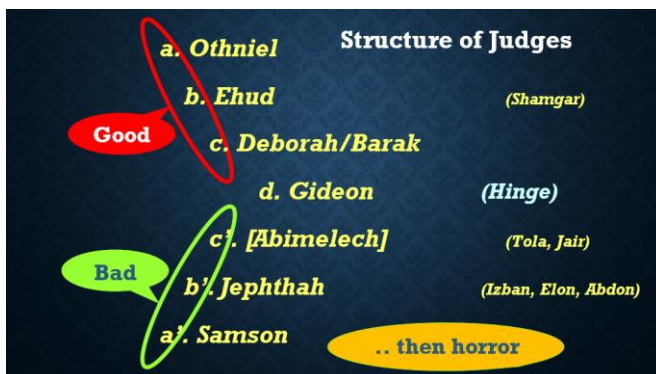 Structure of Judges
a. Othniel
b. Ehud (Shamgar)
Good
c. Deborah/Barak
d. Gideon (Hinge)
c'. [Abimelech] (Tola, Jair)
Bad
b'. Jephthah (Izban, Elon, Abdon)
a'. Samson
.. then horror